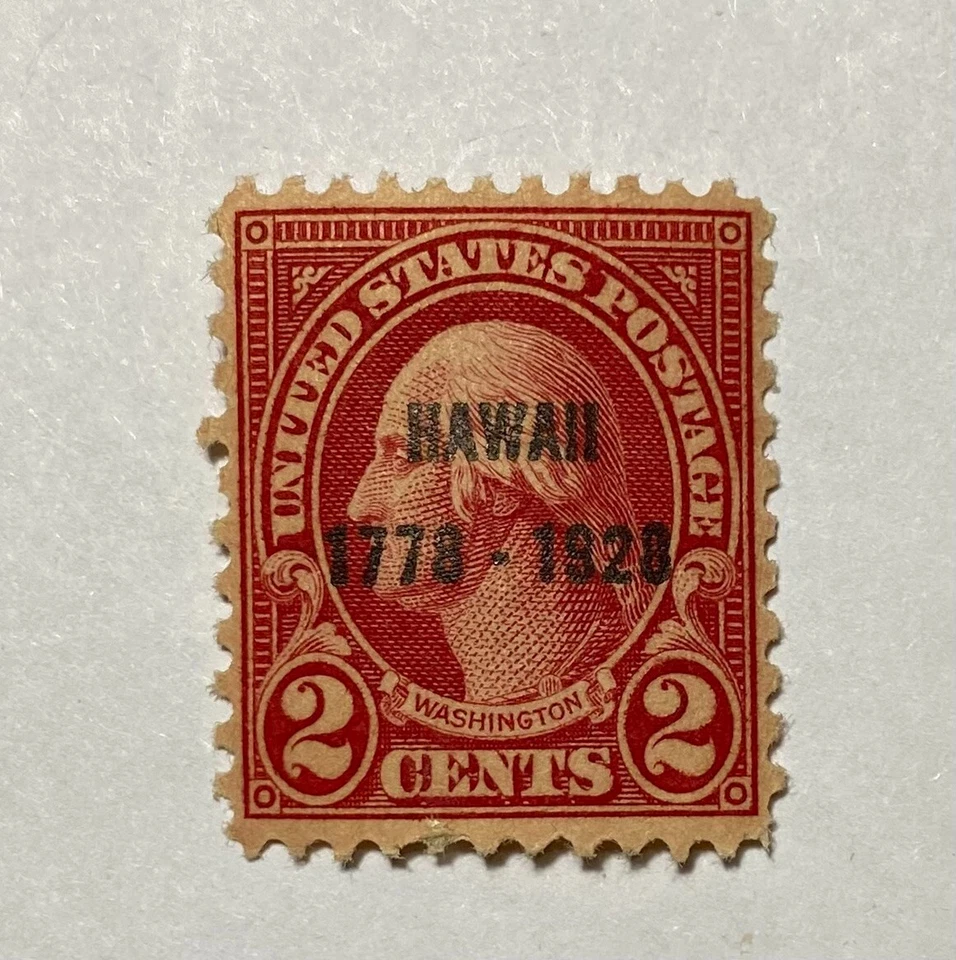 UNITED STATES POSTAGE
HAWAII
1778 - 1928
WASHINGTON
2 CENTS 2